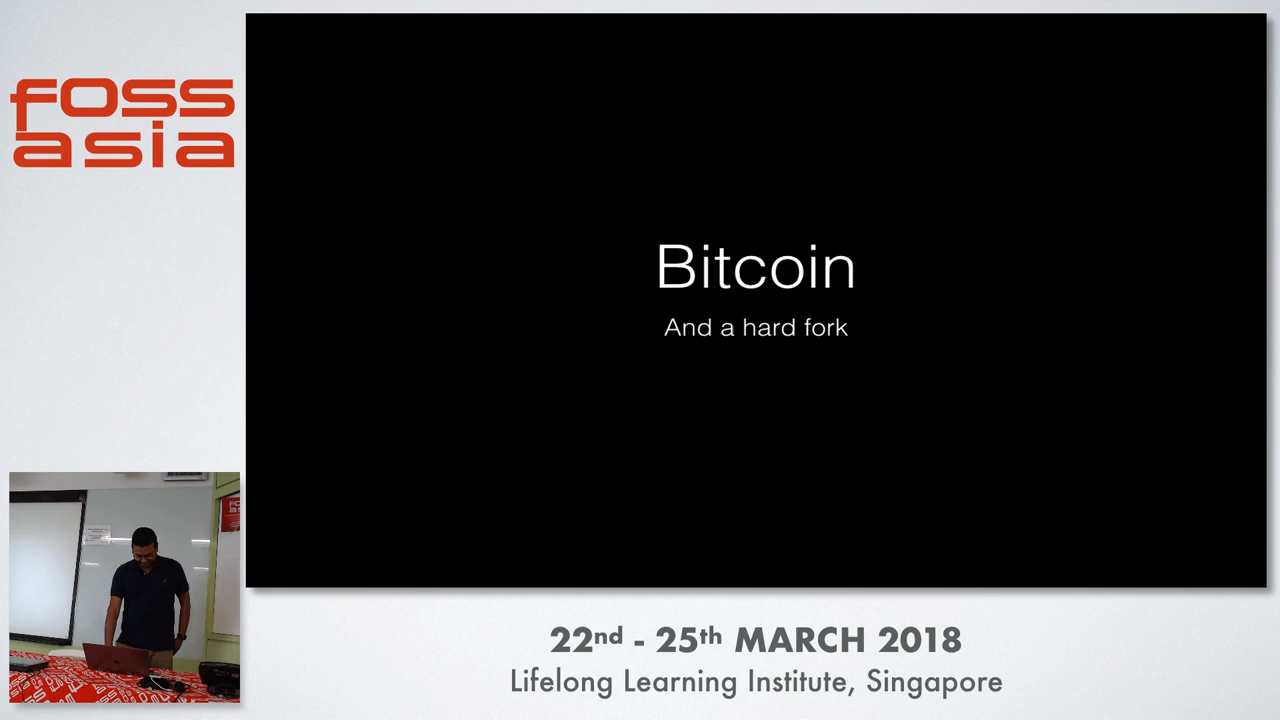 foss
asia
Bitcoin
And a hard fork
22nd - 25th MARCH 2018
Lifelong Learning Institute, Singapore